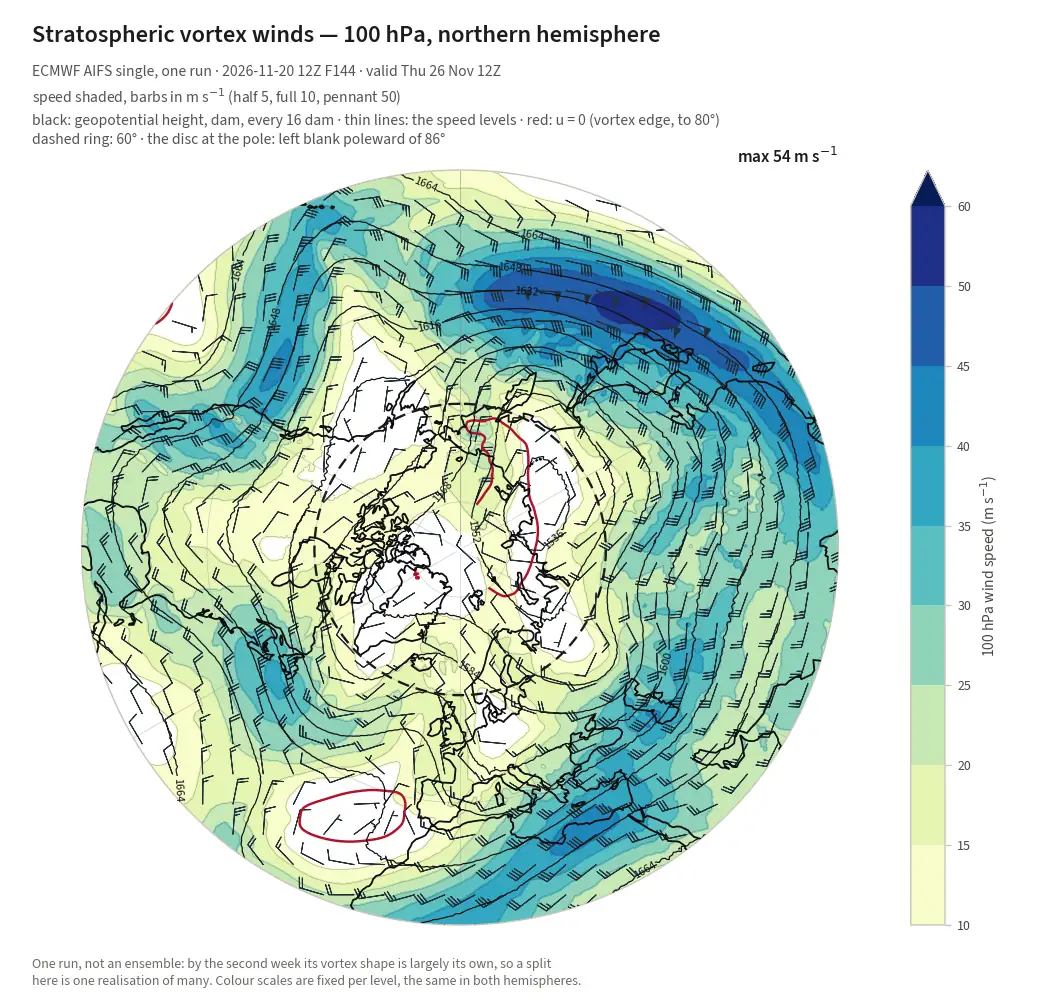 Stratospheric vortex winds — 100 hPa, northern hemisphere
ECMWF AIFS single, one run · 2026-11-20 12Z F144 · valid Thu 26 Nov 12Z
speed shaded, barbs in m s⁻¹ (half 5, full 10, pennant 50)
black: geopotential height, dam, every 16 dam · thin lines: the speed levels · red: u = 0 (vortex edge, to 80°)
dashed ring: 60° · the disc at the pole: left blank poleward of 86°
max 54 m s⁻¹
1664
1664
1664
1648
1632
1648
1616
1600
1584
1664
1664
60
50
45
40
35
30
25
20
15
10
100 hPa wind speed (m s⁻¹)
One run, not an ensemble: by the second week its vortex shape is largely its own, so a split
here is one realisation of many. Colour scales are fixed per level, the same in both hemispheres.